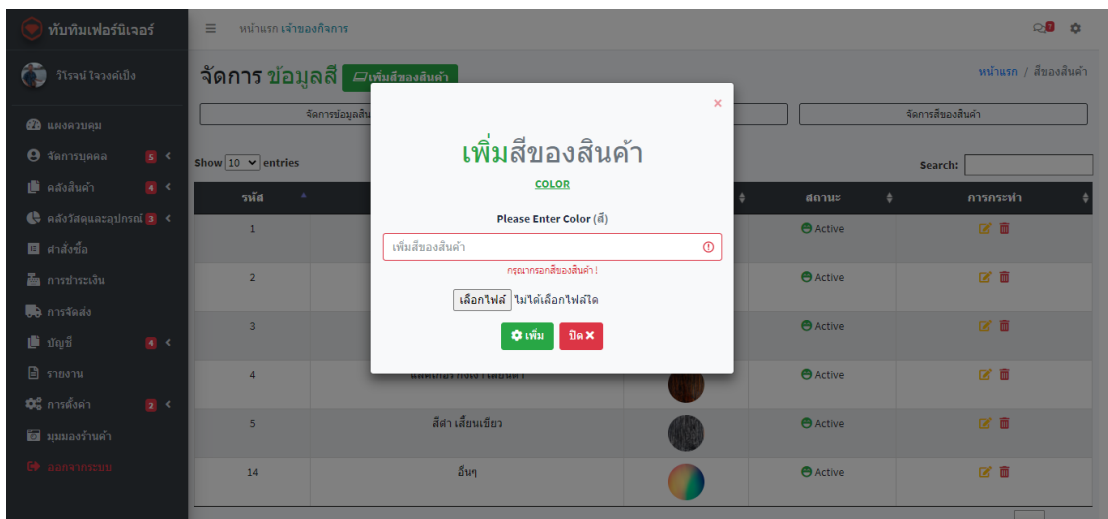 ทับทิมเฟอร์นิเจอร์
หน้าแรก เจ้าของกิจการ
วิโรจน์ ใจวงค์เป็ง
จัดการ ข้อมูลสี
เพิ่มสีของสินค้า
หน้าแรก / สีของสินค้า
จัดการข้อมูลสิน
จัดการสีของสินค้า
แผงควบคุม
จัดการบุคคล 5
คลังสินค้า 4
คลังวัสดุและอุปกรณ์ 3
คำสั่งซื้อ
การชำระเงิน
การจัดส่ง
บัญชี 4
รายงาน
การตั้งค่า 2
มุมมองร้านค้า
ออกจากระบบ
Show 10 entries
Search:
รหัส
สถานะ
การกระทำ
1
Active
2
Active
3
Active
4
Active
5
สีดำ เสี้ยนเขียว
Active
14
อื่นๆ
Active
×
เพิ่มสีของสินค้า
COLOR
Please Enter Color (สี)
เพิ่มสีของสินค้า
กรุณากรอกสีของสินค้า !
เลือกไฟล์ ไม่ได้เลือกไฟล์ใด
เพิ่ม
ปิด